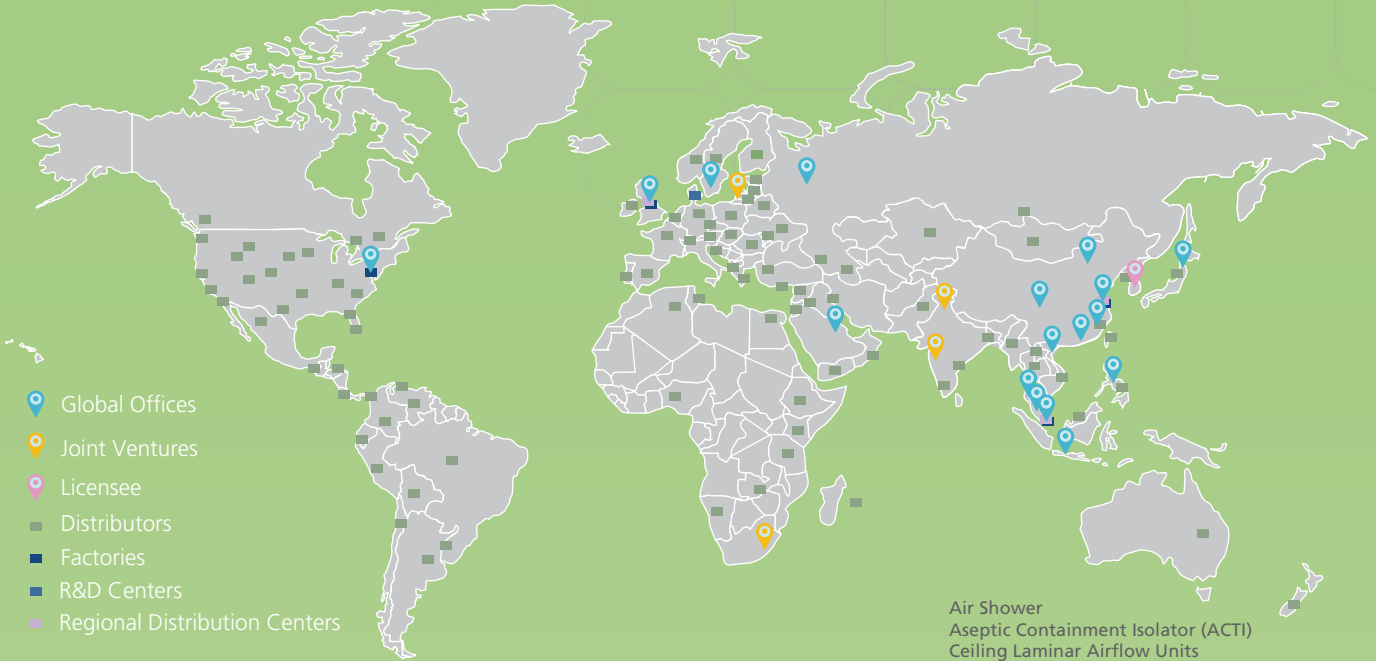 Global Offices
Joint Ventures
Licensee
Distributors
Factories
R&D Centers
Regional Distribution Centers
Air Shower
Aseptic Containment Isolator (ACTI)
Ceiling Laminar Airflow Units